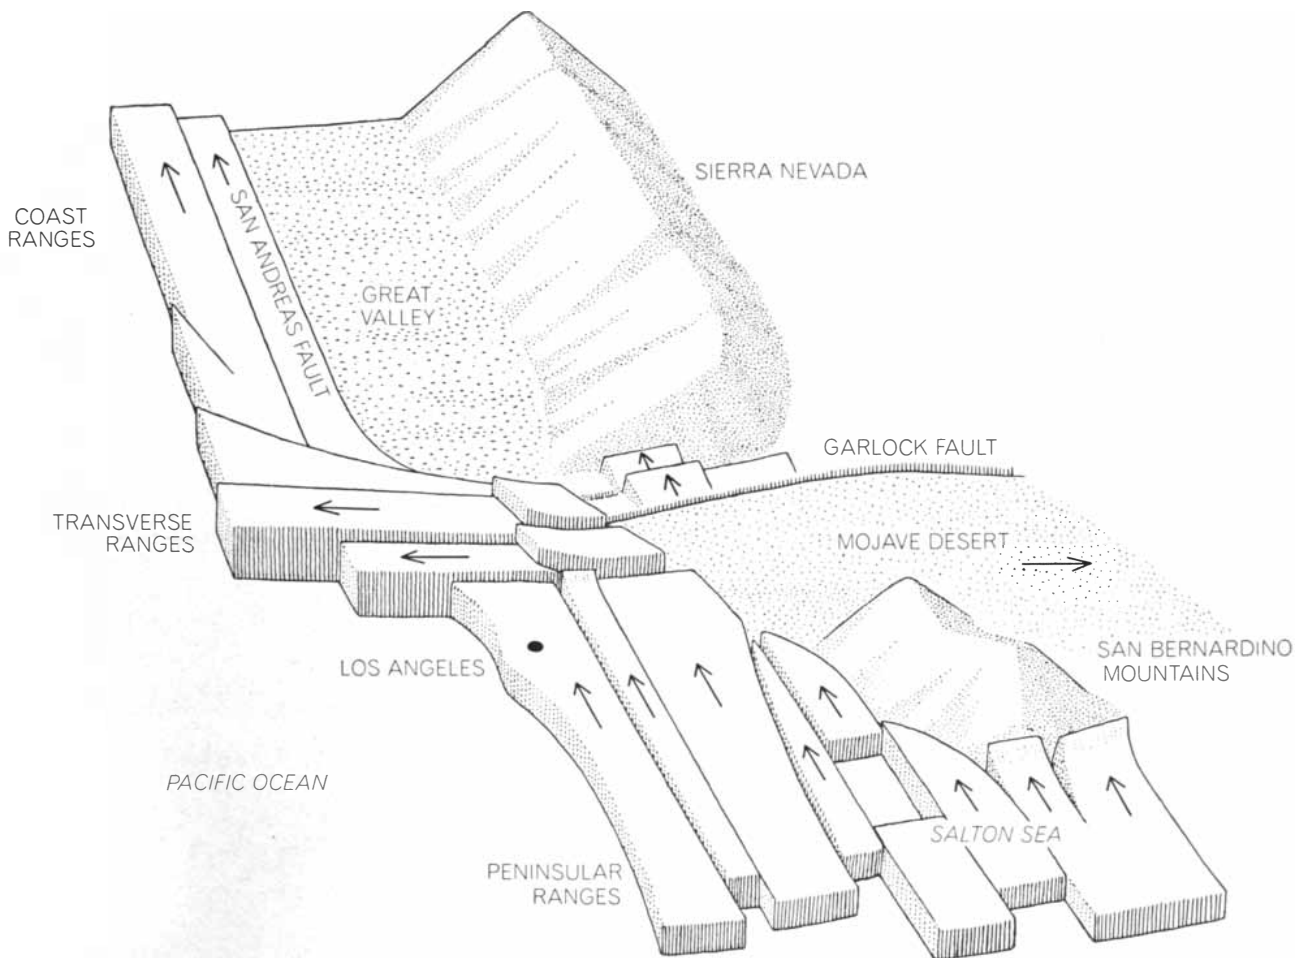 SIERRA NEVADA
COAST
RANGES
SAN ANDREAS FAULT
GREAT
VALLEY
GARLOCK FAULT
TRANSVERSE
RANGES
MOJAVE DESERT
SAN BERNARDINO
MOUNTAINS
LOS ANGELES
PACIFIC OCEAN
SALTON SEA
PENINSULAR
RANGES